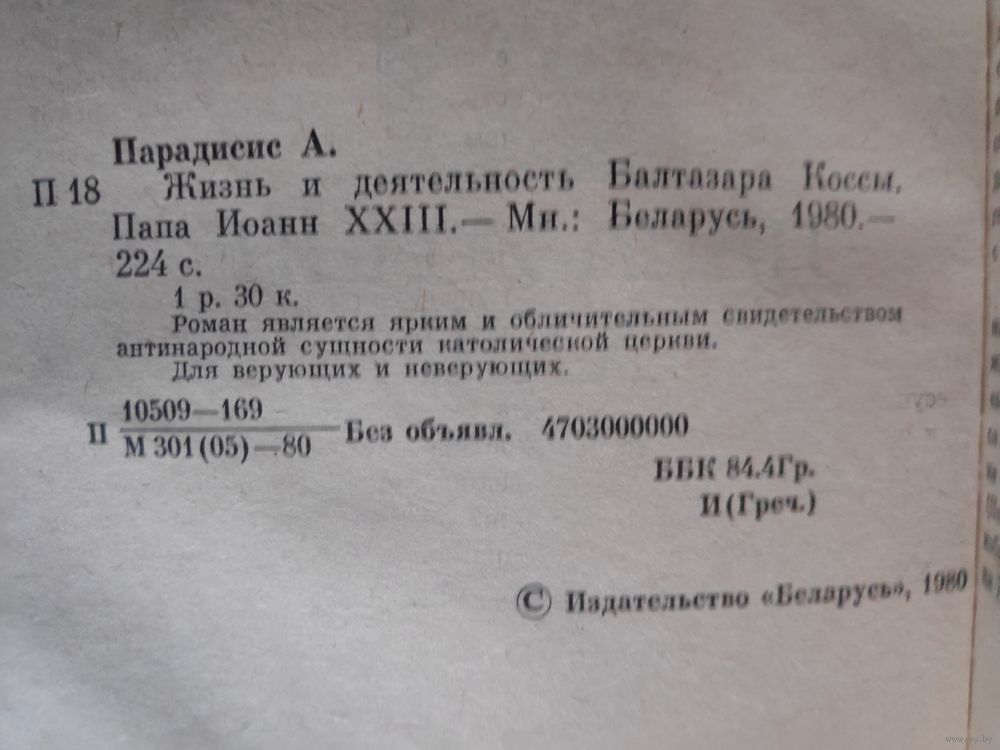 Парадисис А.
П 18 Жизнь и деятельность Балтазара Коссы.
Папа Иоанн XXIII.— Мн.: Беларусь, 1980.—
224 с.
1 р. 30 к.
Роман является ярким и обличительным свидетельством
антинародной сущности католической церкви.
Для верующих и неверующих.
10509—169
П Без объявл. 4703000000
М 301(05)—80
ББК 84.4Гр.
И(Греч.)
© Издательство «Беларусь», 1980